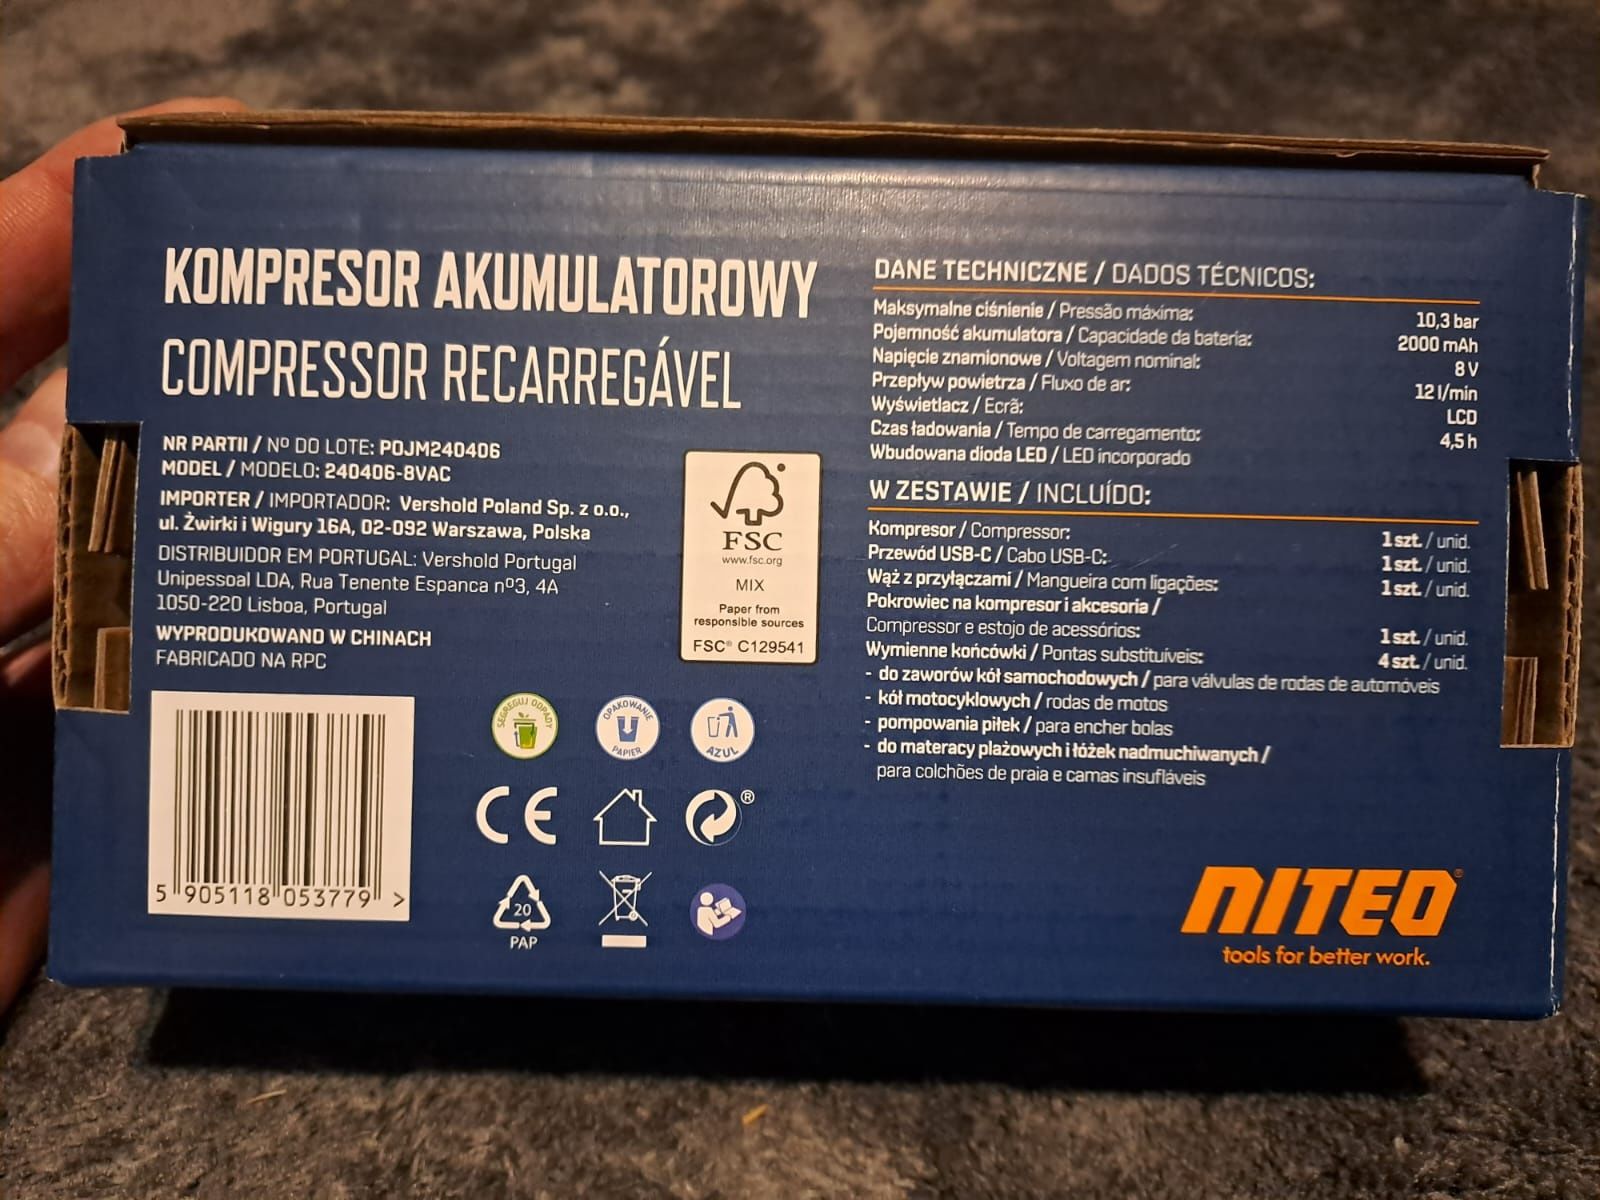 KOMPRESOR AKUMULATOROWY
COMPRESSOR RECARREGÁVEL
NR PARTII / Nº DO LOTE: POJM240406
MODEL / MODELO: 240406-8VAC
IMPORTER / IMPORTADOR: Vershold Poland Sp. z o.o.,
ul. Żwirki i Wigury 16A, 02-092 Warszawa, Polska
DISTRIBUIDOR EM PORTUGAL: Vershold Portugal
Unipessoal LDA, Rua Tenente Espanca nº3, 4A
1050-220 Lisboa, Portugal
WYPRODUKOWANO W CHINACH
FABRICADO NA RPC
FSC
www.fsc.org
MIX
Paper from
responsible sources
FSC® C129541
5 905118 053779 >
SEGREGUJ ODPADY
OPAKOWANIE
PAPIER
AZUL
CE
®
20
PAP
DANE TECHNICZNE / DADOS TÉCNICOS:
Maksymalne ciśnienie / Pressão máxima: 10,3 bar
Pojemność akumulatora / Capacidade da bateria: 2000 mAh
Napięcie znamionowe / Voltagem nominal: 8 V
Przepływ powietrza / Fluxo de ar: 12 l/min
Wyświetlacz / Ecrã: LCD
Czas ładowania / Tempo de carregamento: 4,5 h
Wbudowana dioda LED / LED incorporado
W ZESTAWIE / INCLUÍDO:
Kompresor / Compressor: 1 szt. / unid.
Przewód USB-C / Cabo USB-C: 1 szt. / unid.
Wąż z przyłączami / Mangueira com ligações: 1 szt. / unid.
Pokrowiec na kompresor i akcesoria /
Compressor e estojo de acessórios: 1 szt. / unid.
Wymienne końcówki / Pontas substituíveis: 4 szt. / unid.
- do zaworów kół samochodowych / para válvulas de rodas de automóveis
- kół motocyklowych / rodas de motos
- pompowania piłek / para encher bolas
- do materacy plażowych i łóżek nadmuchiwanych /
para colchões de praia e camas insufláveis
NITEO®
tools for better work.